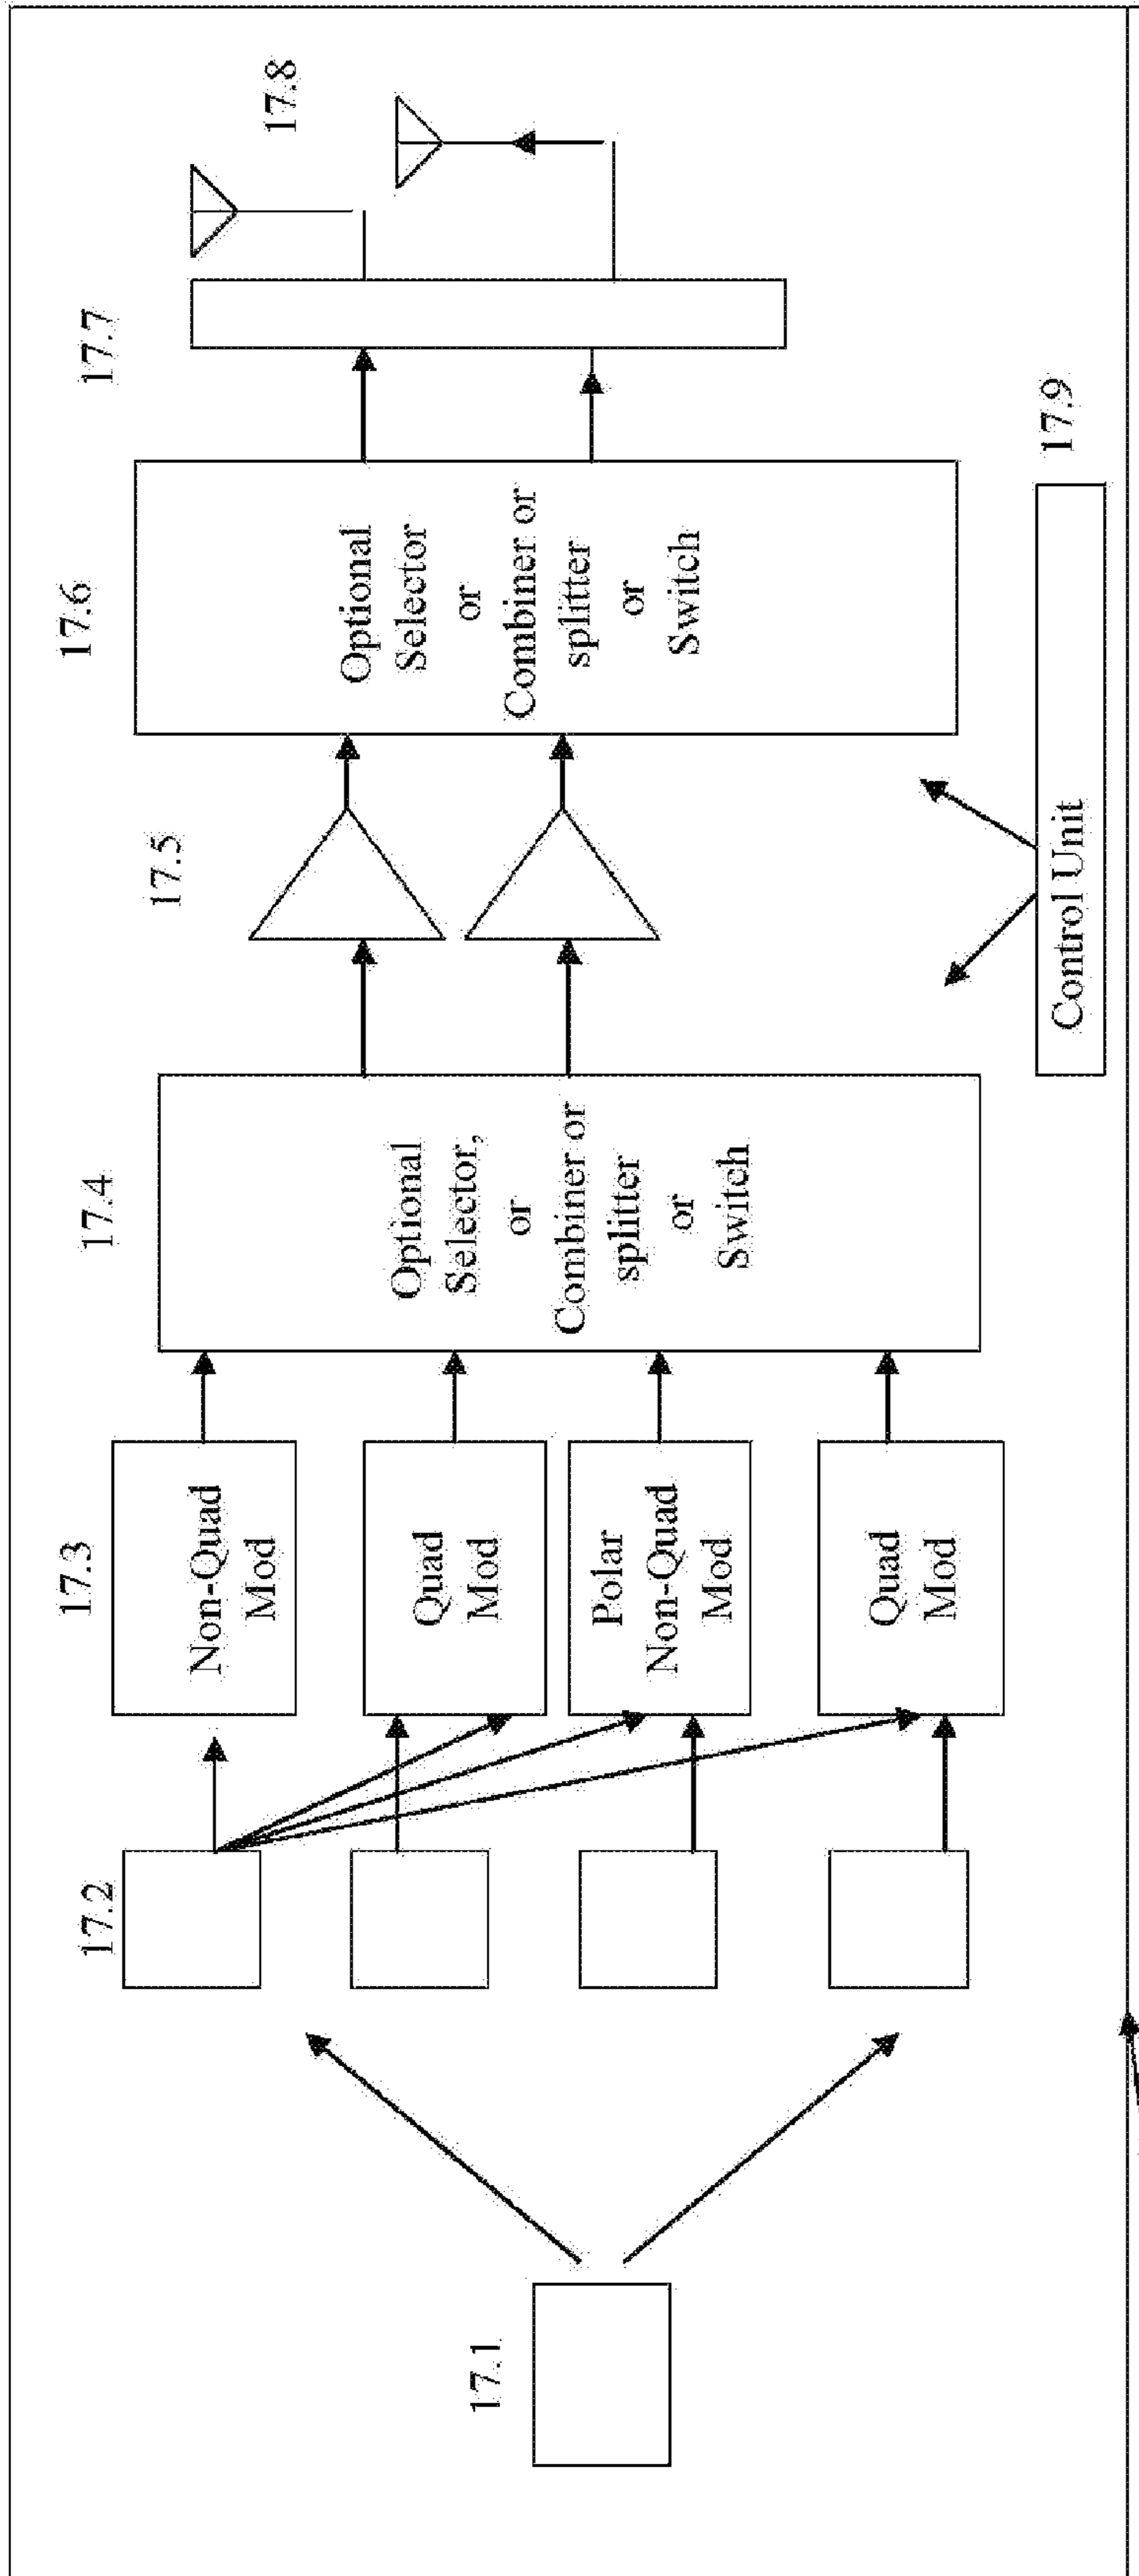 17.1
17.2
17.3
Non-Quad
Mod
Quad
Mod
Polar
Non-Quad
Mod
Quad
Mod
17.4
Optional
Selector,
or
Combiner or
splitter
or
Switch
17.5
17.6
Optional
Selector
or
Combiner or
splitter
or
Switch
17.7
17.8
Control Unit
17.9